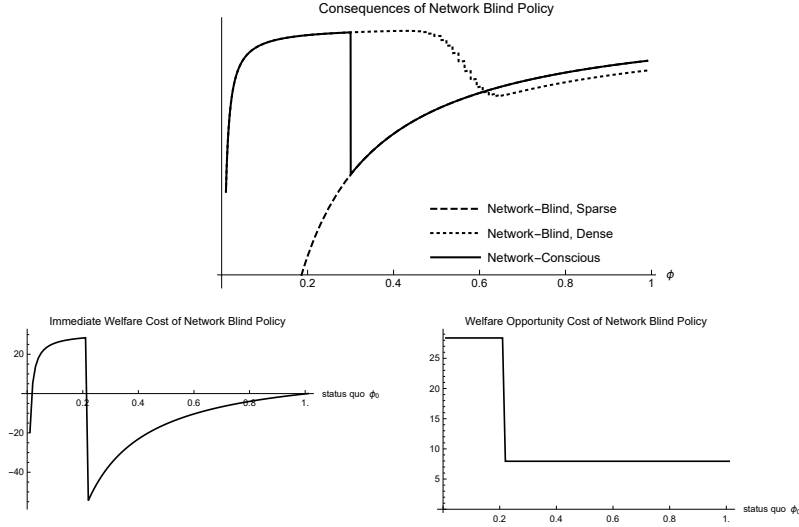 Consequences of Network Blind Policy
Network–Blind, Sparse
Network–Blind, Dense
Network–Conscious
0.2 0.4 0.6 0.8 1 ϕ
Immediate Welfare Cost of Network Blind Policy
20
−20
−40
0.2 0.4 0.6 0.8 1. status quo ϕ₀
Welfare Opportunity Cost of Network Blind Policy
25
20
15
10
5
0.2 0.4 0.6 0.8 1. status quo ϕ₀